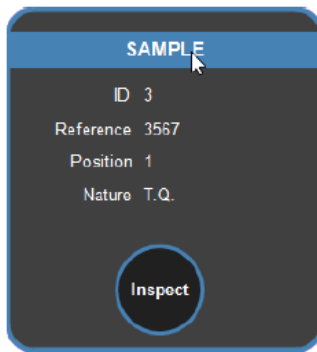 SAMPLE
ID 3
Reference 3567
Position 1
Nature T.Q.
Inspect